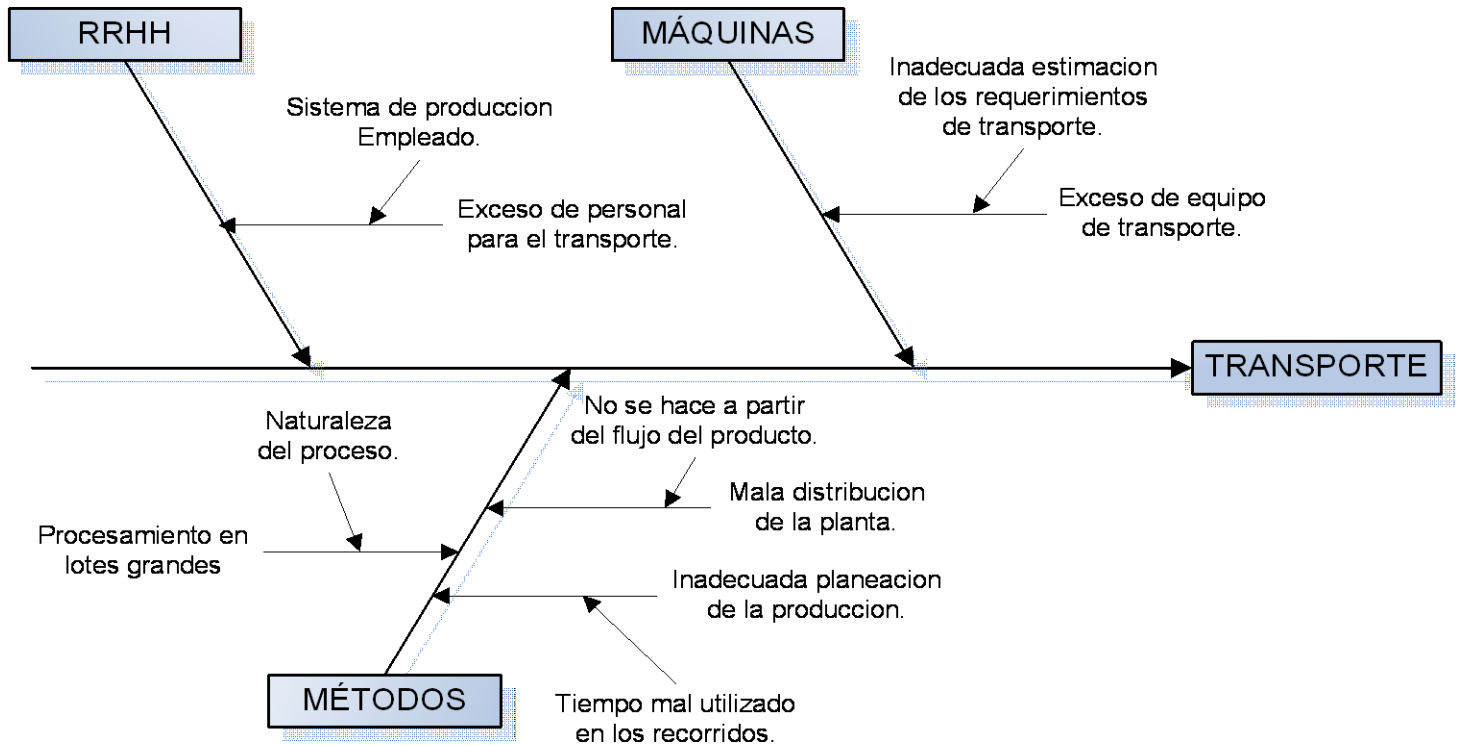 RRHH
MÁQUINAS
Sistema de produccion
Empleado.
Exceso de personal
para el transporte.
Inadecuada estimacion
de los requerimientos
de transporte.
Exceso de equipo
de transporte.
TRANSPORTE
Naturaleza
del proceso.
No se hace a partir
del flujo del producto.
Procesamiento en
lotes grandes
Mala distribucion
de la planta.
Inadecuada planeacion
de la produccion.
MÉTODOS
Tiempo mal utilizado
en los recorridos.